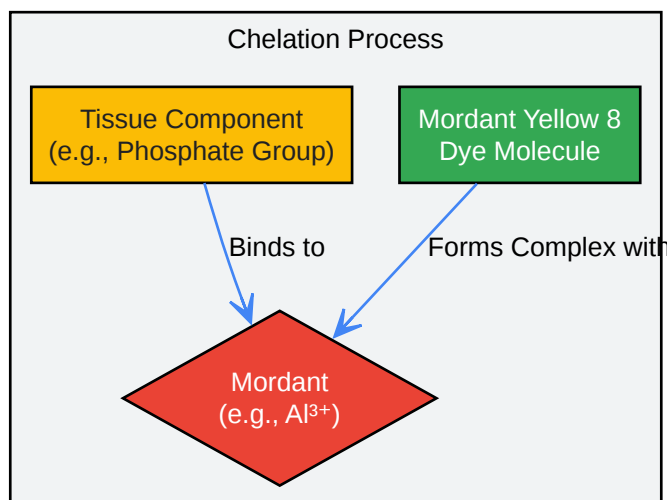 Chelation Process
Tissue Component
(e.g., Phosphate Group)
Mordant Yellow 8
Dye Molecule
Binds to
Forms Complex with
Mordant
(e.g., Al³⁺)